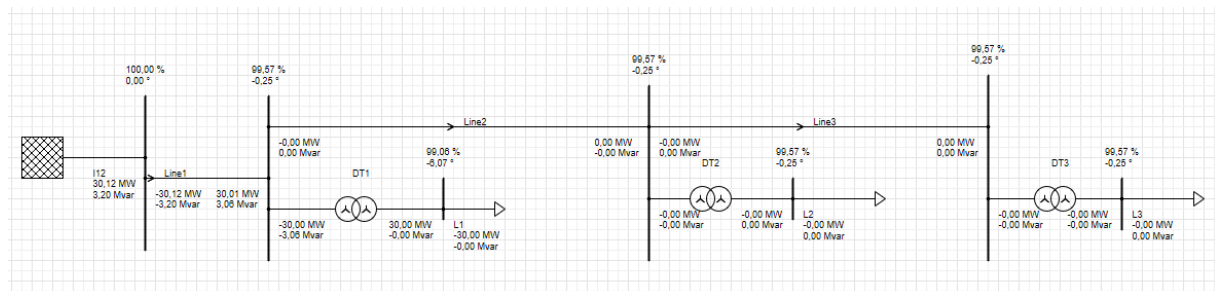 100,00 %
0,00 °
99,57 %
-0,25 °
99,57 %
-0,25 °
99,57 %
-0,25 °
Line2
Line3
-0,00 MW
0,00 Mvar
0,00 MW
-0,00 Mvar
-0,00 MW
0,00 Mvar
0,00 MW
0,00 Mvar
99,06 %
-6,07 °
99,57 %
-0,25 °
99,57 %
-0,25 °
DT1
DT2
DT3
I12
30,12 MW
3,20 Mvar
Line1
-30,12 MW
-3,20 Mvar
30,01 MW
3,06 Mvar
-30,00 MW
-3,06 Mvar
30,00 MW
-0,00 Mvar
L1
-30,00 MW
-0,00 Mvar
-0,00 MW
-0,00 Mvar
-0,00 MW
0,00 Mvar
L2
-0,00 MW
0,00 Mvar
-0,00 MW
-0,00 Mvar
-0,00 MW
-0,00 Mvar
L3
-0,00 MW
0,00 Mvar